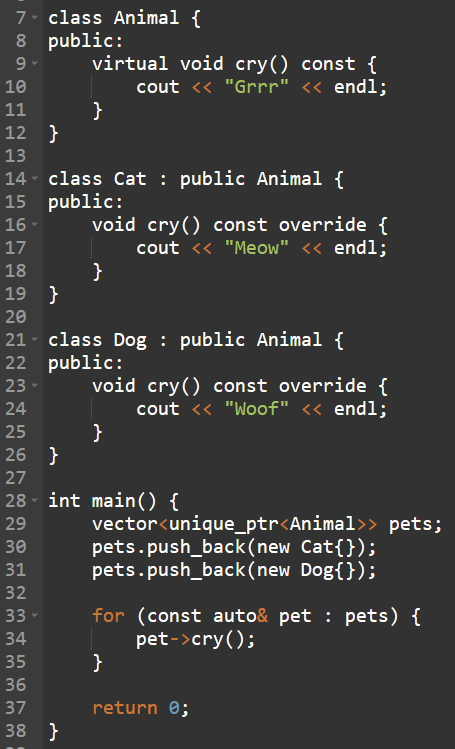 7 class Animal {
8 public:
9     virtual void cry() const {
10         cout << "Grrr" << endl;
11     }
12 }
13
14 class Cat : public Animal {
15 public:
16     void cry() const override {
17         cout << "Meow" << endl;
18     }
19 }
20
21 class Dog : public Animal {
22 public:
23     void cry() const override {
24         cout << "Woof" << endl;
25     }
26 }
27
28 int main() {
29     vector<unique_ptr<Animal>> pets;
30     pets.push_back(new Cat{});
31     pets.push_back(new Dog{});
32
33     for (const auto& pet : pets) {
34         pet->cry();
35     }
36
37     return 0;
38 }